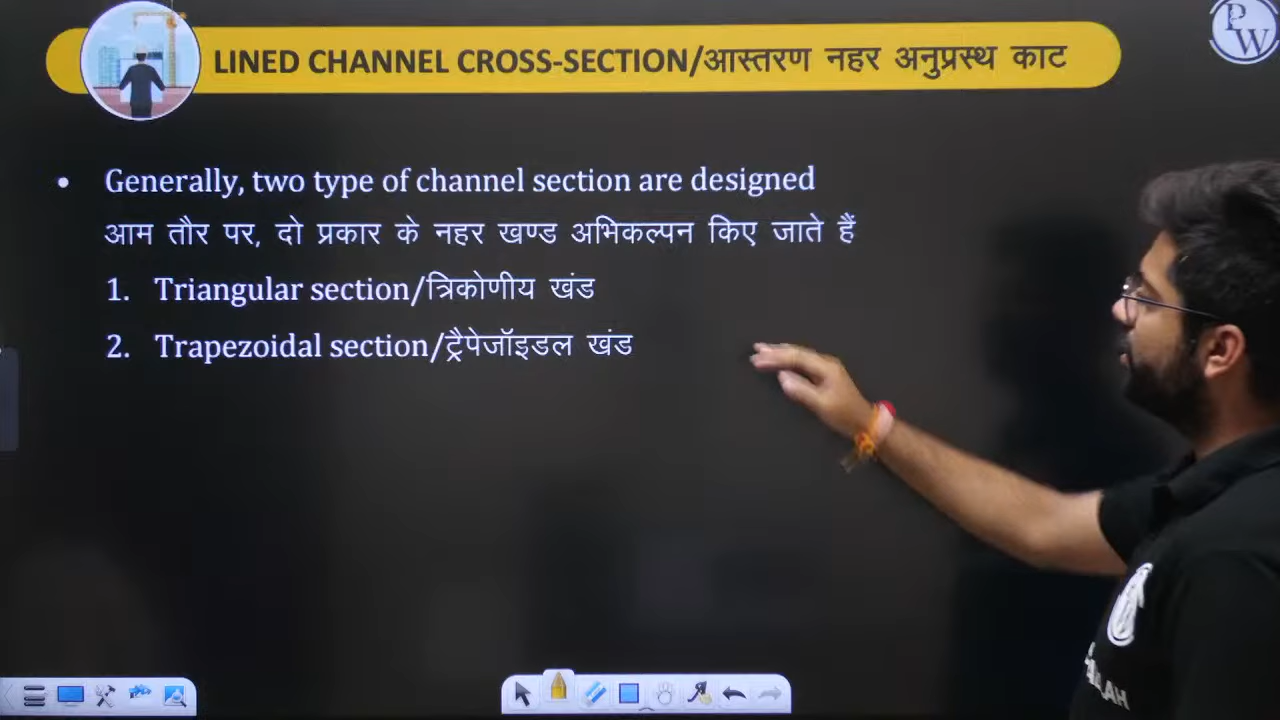 LINED CHANNEL CROSS-SECTION/आस्तरण नहर अनुप्रस्थ काट
PW
• Generally, two type of channel section are designed
आम तौर पर, दो प्रकार के नहर खण्ड अभिकल्पन किए जाते हैं
1. Triangular section/त्रिकोणीय खंड
2. Trapezoidal section/ट्रैपेजॉइडल खंड